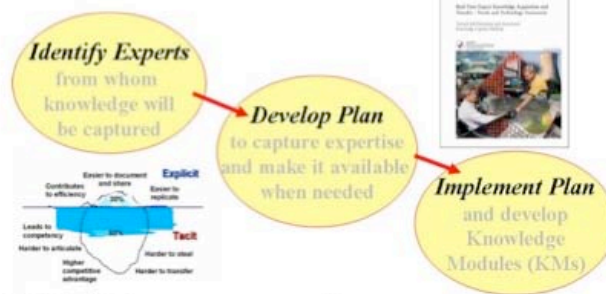 Identify Experts
from whom
knowledge will
be captured
Develop Plan
to capture expertise
and make it available
when needed
Implement Plan
and develop
Knowledge
Modules (KMs)
Easier to document
and share
Explicit
Contributes
to efficiency
Easier to
replicate
20%
Leads to
competency
80%
Tacit
Harder to articulate
Harder to steal
Higher
competitive
advantage
Harder to transfer